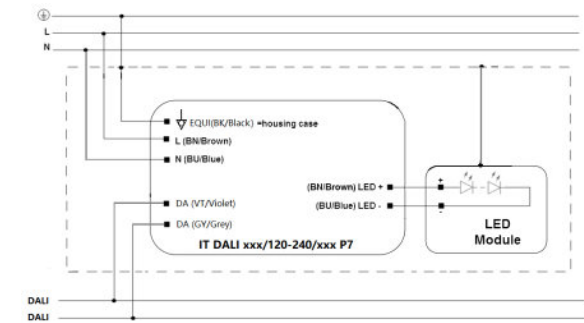 L
N
EQUI(BK/Black) =housing case
L (BN/Brown)
N (BU/Blue)
(BN/Brown) LED +
(BU/Blue) LED -
+
-
DA (VT/Violet)
DA (GY/Grey)
LED
Module
IT DALI xxx/120-240/xxx P7
DALI
DALI